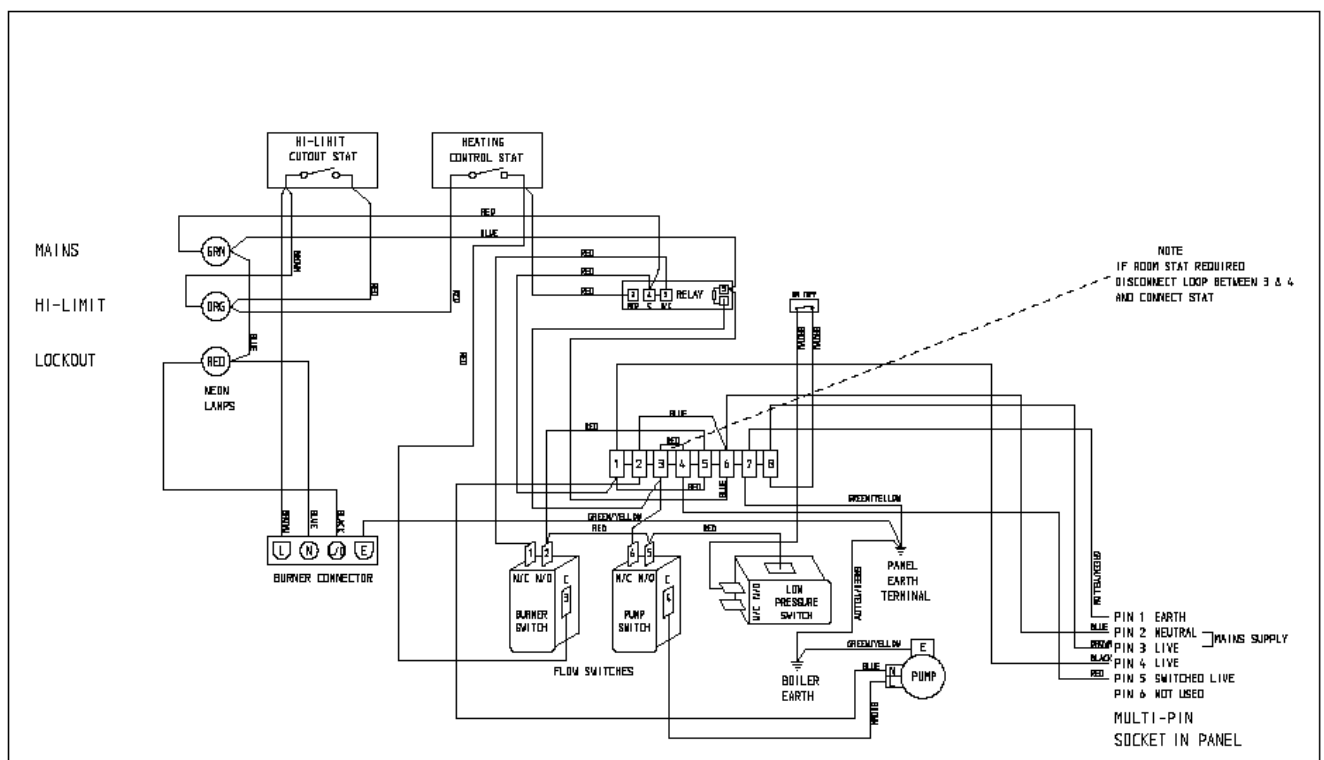 HI-LIMIT
CUTOUT STAT
HEATING
CONTROL STAT
RED
MAINS
GRN
BLUE
NOTE
IF ROOM STAT REQUIRED
DISCONNECT LOOP BETWEEN 3 & 4
AND CONNECT STAT
BROWN
RED
RED
RELAY
HI-LIMIT
ORG
RED
RED
RED
ON OFF
BROWN
BROWN
LOCKOUT
RED
BLUE
RED
NEON
LAMPS
BLUE
RED
RED
1 2 3 4 5 6 7 8
RED
BLUE
GREEN/YELLOW
BROWN
BLUE
BLACK
GREEN/YELLOW
RED
RED
L N L/O E
BURNER CONNECTOR
1 2
6 5
N/C N/O C
3
BURNER
SWITCH
N/C N/O C
4
PUMP
SWITCH
N/C N/O
LOW
PRESSURE
SWITCH
FLOW SWITCHES
PANEL
EARTH
TERMINAL
GREEN/YELLOW
GREEN/YELLOW
GREEN/YELLOW
BOILER
EARTH
E
BLUE
N
L
PUMP
BROWN
PIN 1 EARTH
BLUE PIN 2 NEUTRAL
MAINS SUPPLY
BROWN PIN 3 LIVE
BLACK PIN 4 LIVE
RED PIN 5 SWITCHED LIVE
PIN 6 NOT USED
MULTI-PIN
SOCKET IN PANEL